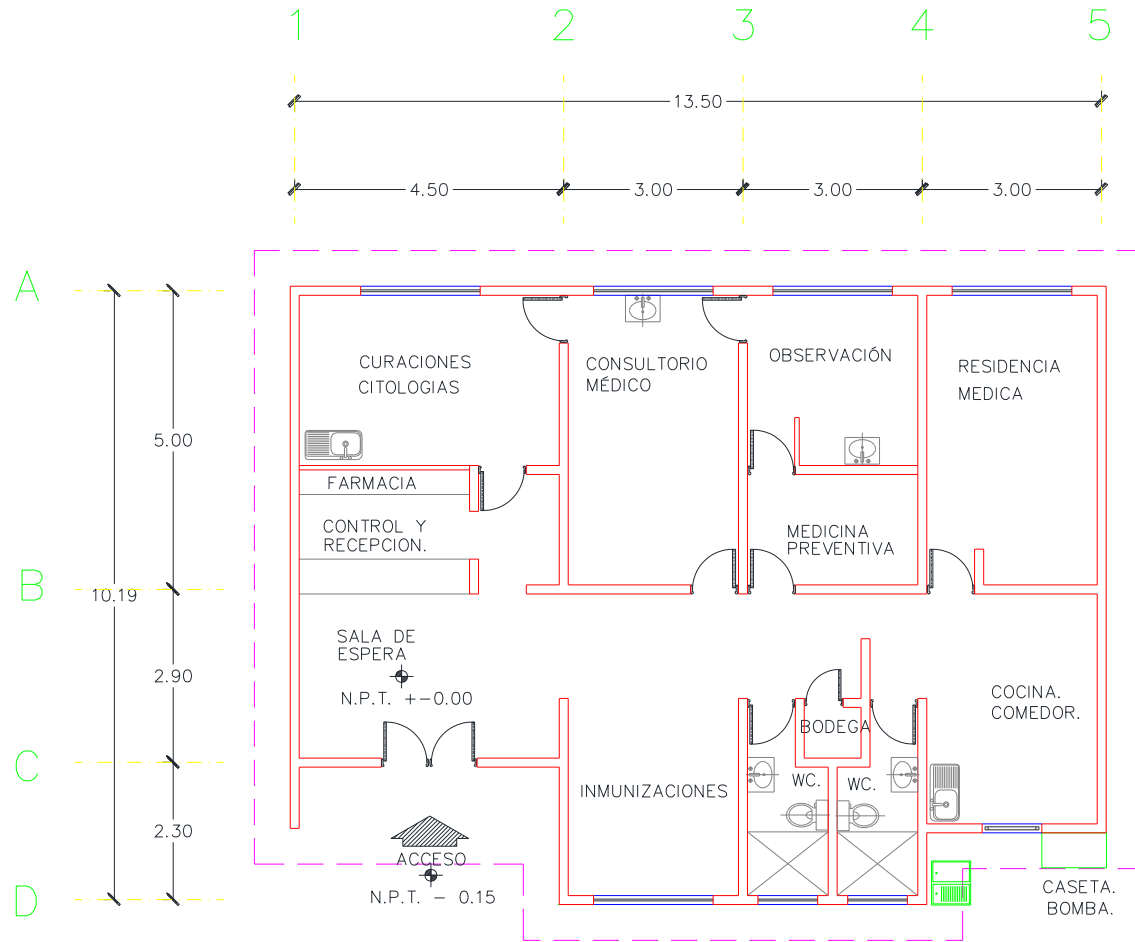 1 2 3 4 5
13.50
4.50 3.00 3.00 3.00
A
CURACIONES
CITOLOGIAS
CONSULTORIO
MÉDICO
OBSERVACIÓN
RESIDENCIA
MEDICA
5.00
FARMACIA
CONTROL Y
RECEPCION.
MEDICINA
PREVENTIVA
B
10.19
SALA DE
ESPERA
N.P.T. +-0.00
2.90
COCINA.
COMEDOR.
BODEGA
C
INMUNIZACIONES
WC.
WC.
2.30
ACCESO
N.P.T. - 0.15
D
CASETA.
BOMBA.